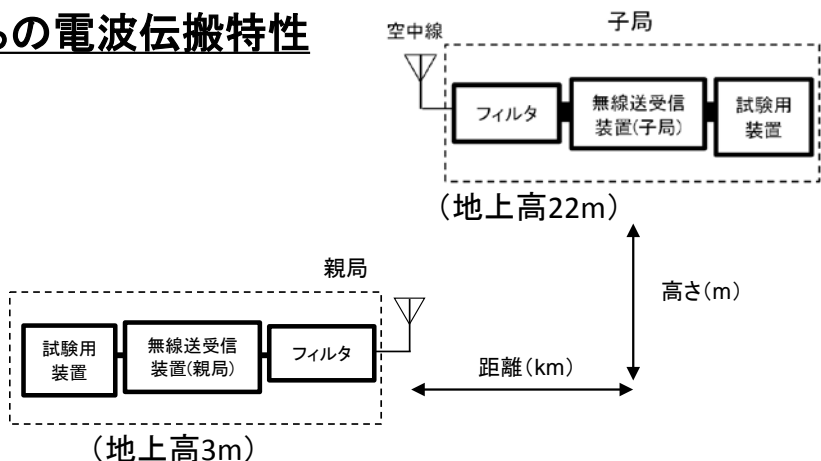 の電波伝搬特性
空中線
子局
フィルタ
無線送受信
装置(子局)
試験用
装置
(地上高22m)
高さ(m)
親局
試験用
装置
無線送受信
装置(親局)
フィルタ
距離(km)
(地上高3m)